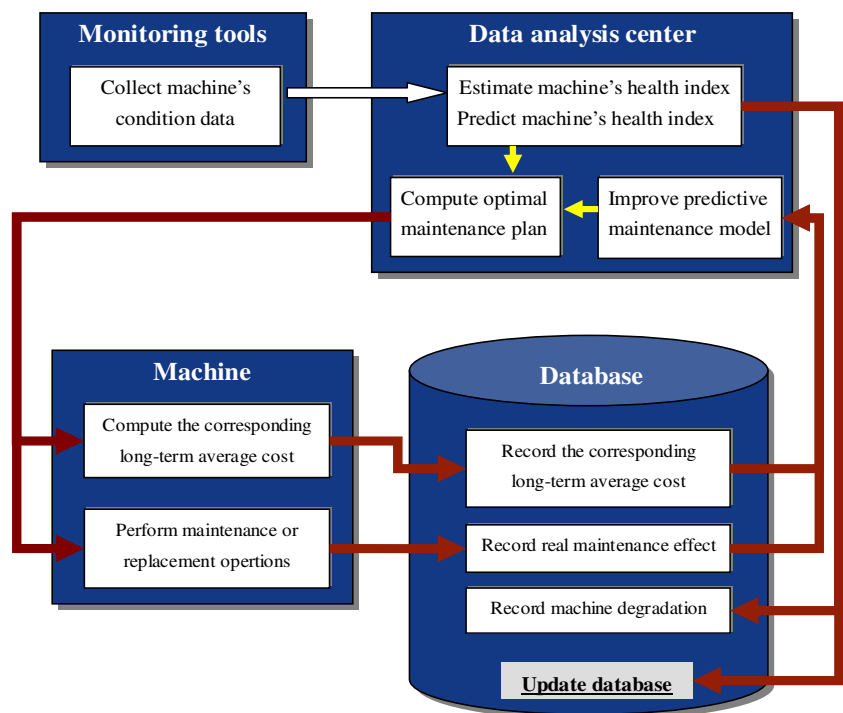 Monitoring tools
Collect machine's
condition data
Data analysis center
Estimate machine's health index
Predict machine's health index
Compute optimal
maintenance plan
Improve predictive
maintenance model
Machine
Compute the corresponding
long-term average cost
Perform maintenance or
replacement opertions
Database
Record the corresponding
long-term average cost
Record real maintenance effect
Record machine degradation
Update database